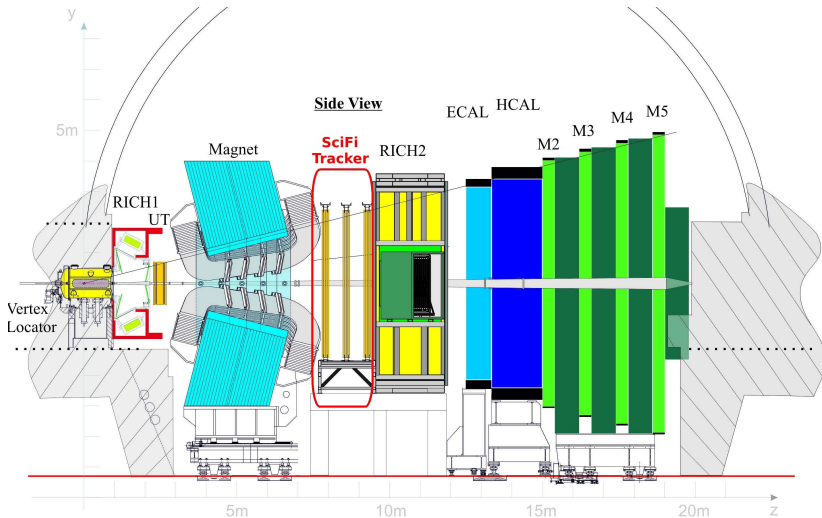 y
5m
Side View
ECAL
HCAL
M2
M3
M4
M5
Magnet
SciFi
Tracker
RICH2
RICH1
UT
Vertex
Locator
5m
10m
15m
20m
z